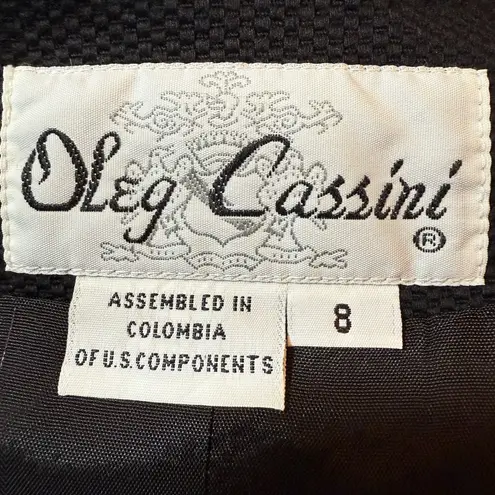 Oleg Cassini ®
ASSEMBLED IN
COLOMBIA
OF U.S. COMPONENTS
8